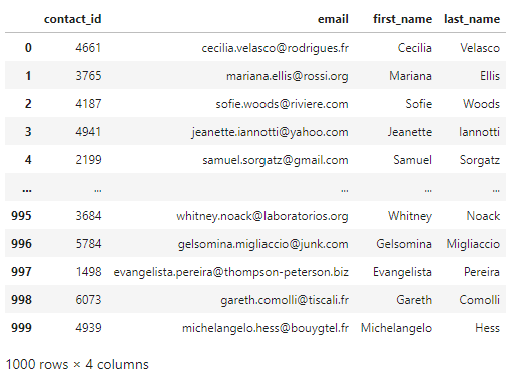 contact_id email first_name last_name
0 4661 cecilia.velasco@rodrigues.fr Cecilia Velasco
1 3765 mariana.ellis@rossi.org Mariana Ellis
2 4187 sofie.woods@riviere.com Sofie Woods
3 4941 jeanette.iannotti@yahoo.com Jeanette Iannotti
4 2199 samuel.sorgatz@gmail.com Samuel Sorgatz
... ... ... ... ...
995 3684 whitney.noack@laboratorios.org Whitney Noack
996 5784 gelsomina.migliaccio@junk.com Gelsomina Migliaccio
997 1498 evangelista.pereira@thompson-peterson.biz Evangelista Pereira
998 6073 gareth.comolli@tiscali.fr Gareth Comolli
999 4939 michelangelo.hess@bouygtel.fr Michelangelo Hess
1000 rows × 4 columns